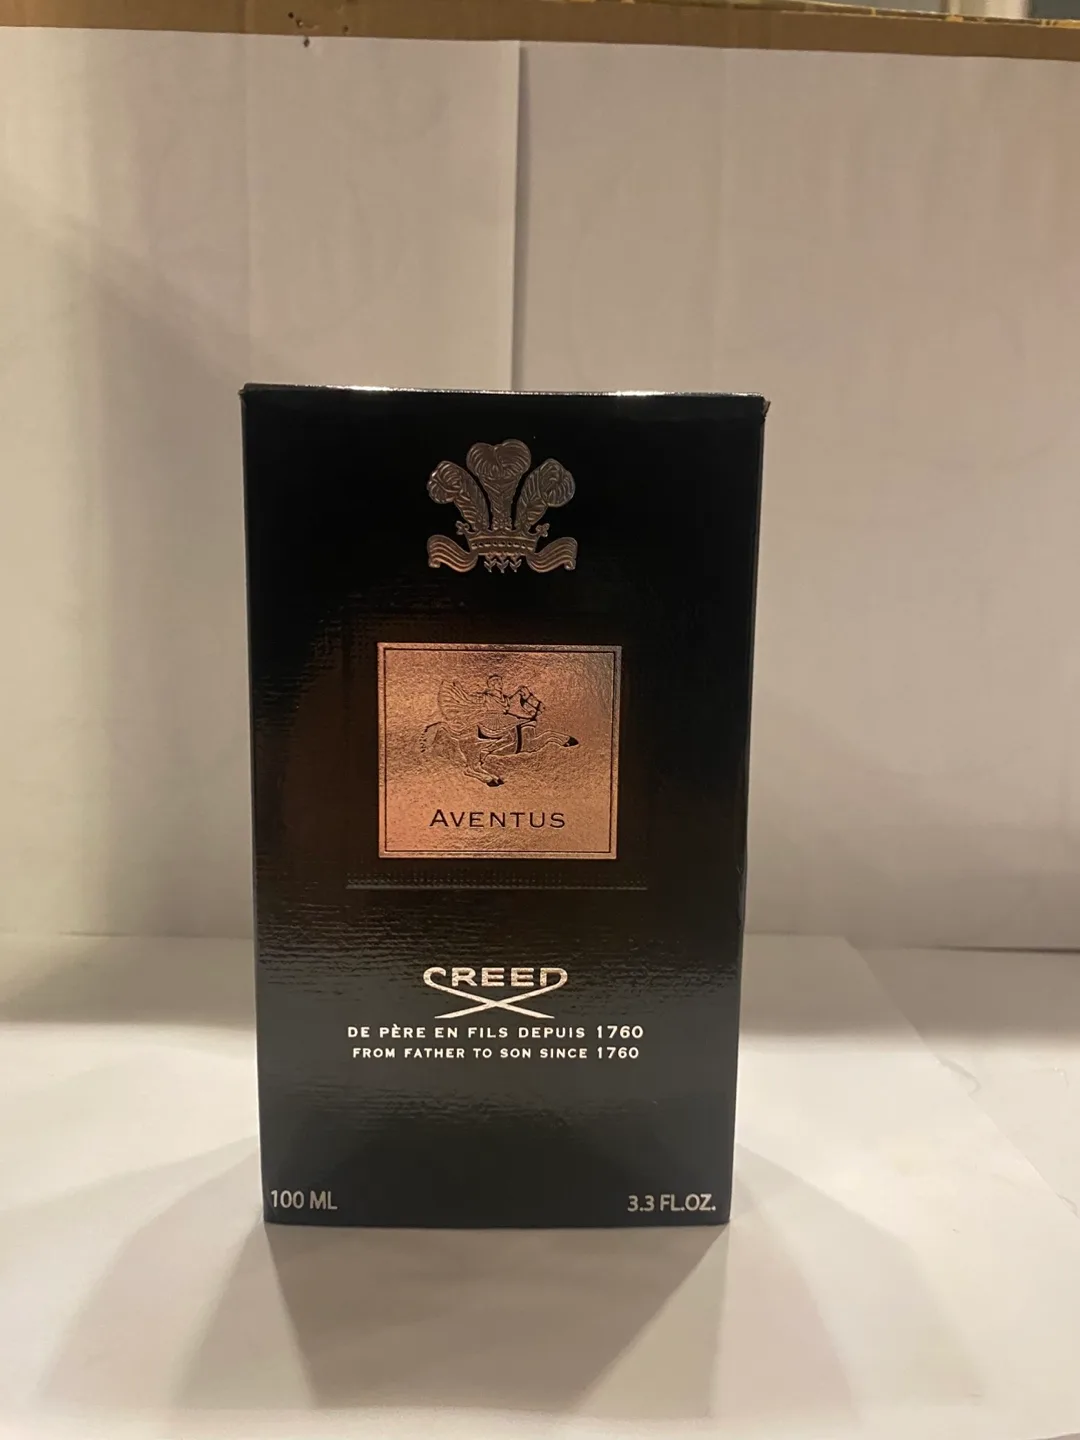 AVENTUS
CREED
DE PÈRE EN FILS DEPUIS 1760
FROM FATHER TO SON SINCE 1760
100 ML
3.3 FL.OZ.